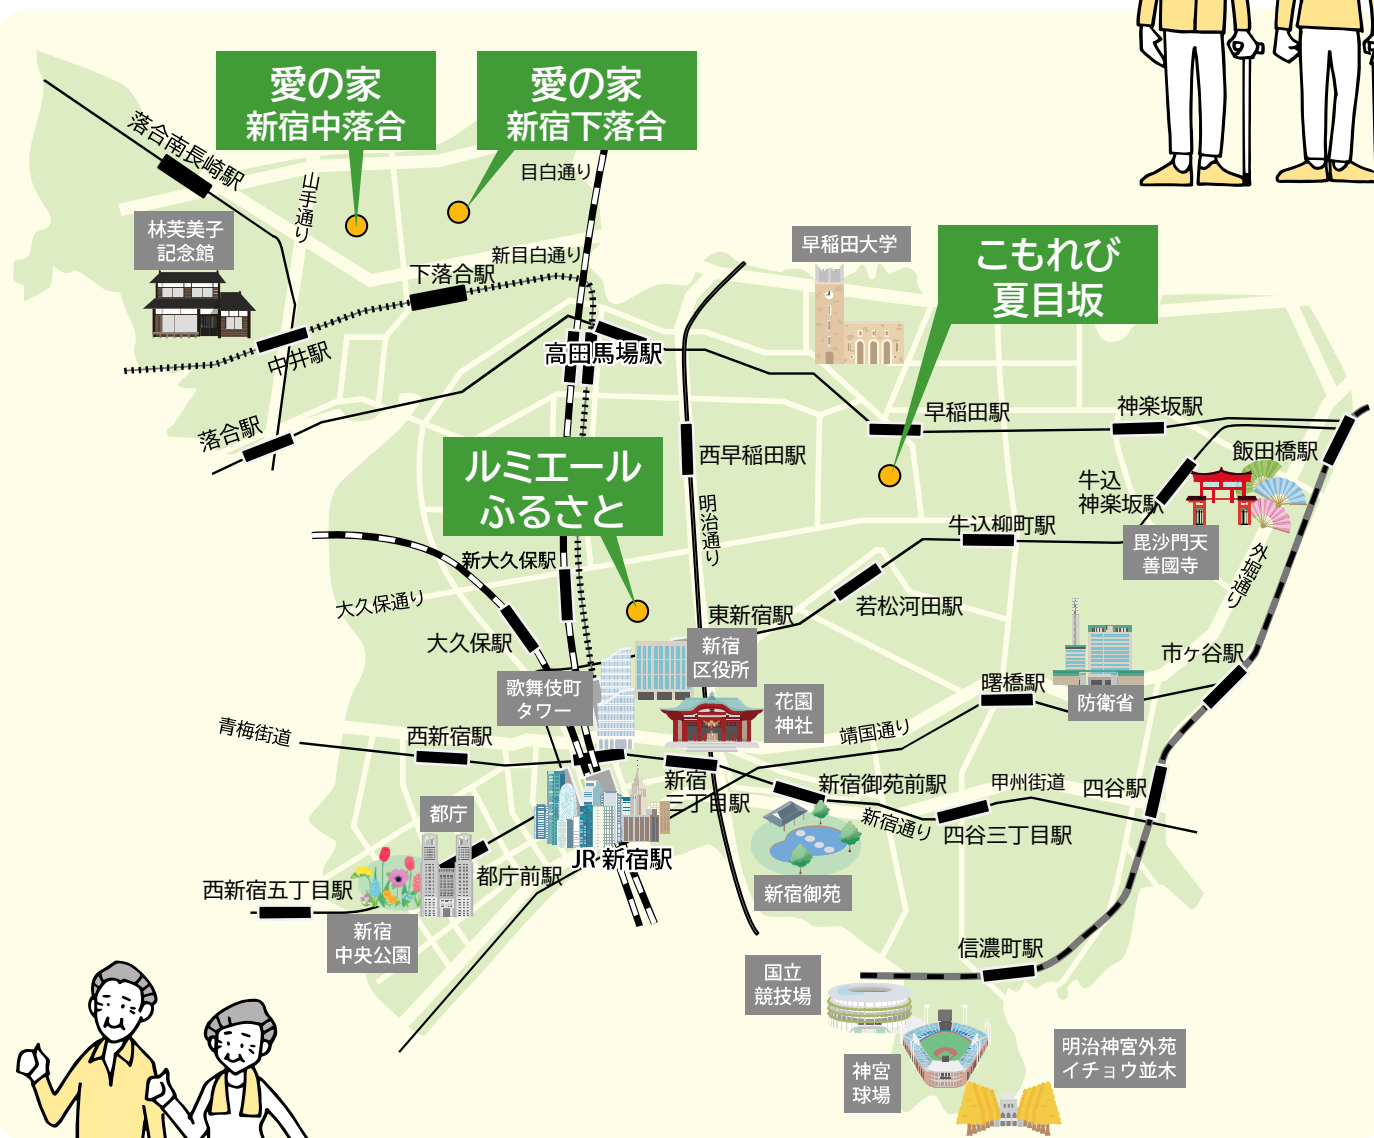 愛の家
新宿中落合
愛の家
新宿下落合
目白通り
落合南長崎駅
山手通り
林芙美子
記念館
新目白通り
下落合駅
早稲田大学
こもれび
夏目坂
中井駅
高田馬場駅
落合駅
早稲田駅
神楽坂駅
飯田橋駅
西早稲田駅
ルミエール
ふるさと
牛込
神楽坂駅
明治通り
牛込柳町駅
毘沙門天
善國寺
外堀通り
新大久保駅
大久保通り
若松河田駅
東新宿駅
大久保駅
新宿
区役所
市ヶ谷駅
歌舞伎町
タワー
花園
神社
曙橋駅
防衛省
青梅街道
西新宿駅
靖国通り
新宿
三丁目駅
新宿御苑前駅
甲州街道
四谷駅
都庁
新宿通り
四谷三丁目駅
JR 新宿駅
都庁前駅
西新宿五丁目駅
新宿御苑
新宿
中央公園
信濃町駅
国立
競技場
神宮
球場
明治神宮外苑
イチョウ並木